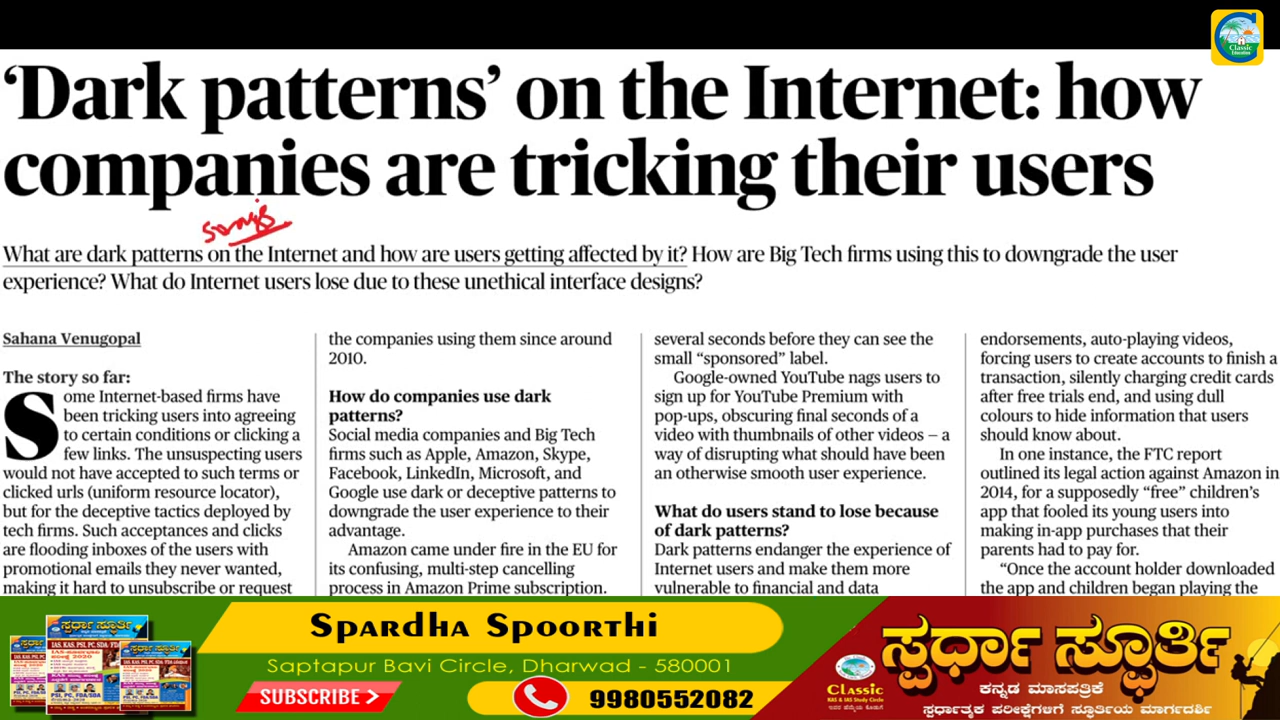 Classic
Education
‘Dark patterns’ on the Internet: how
companies are tricking their users
What are dark patterns on the Internet and how are users getting affected by it? How are Big Tech firms using this to downgrade the user
experience? What do Internet users lose due to these unethical interface designs?
Sahana Venugopal
The story so far:
Some Internet-based firms have
been tricking users into agreeing
to certain conditions or clicking a
few links. The unsuspecting users
would not have accepted to such terms or
clicked urls (uniform resource locator),
but for the deceptive tactics deployed by
tech firms. Such acceptances and clicks
are flooding inboxes of the users with
promotional emails they never wanted,
making it hard to unsubscribe or request
the companies using them since around
2010.
How do companies use dark
patterns?
Social media companies and Big Tech
firms such as Apple, Amazon, Skype,
Facebook, LinkedIn, Microsoft, and
Google use dark or deceptive patterns to
downgrade the user experience to their
advantage.
Amazon came under fire in the EU for
its confusing, multi-step cancelling
process in Amazon Prime subscription.
several seconds before they can see the
small “sponsored” label.
Google-owned YouTube nags users to
sign up for YouTube Premium with
pop-ups, obscuring final seconds of a
video with thumbnails of other videos — a
way of disrupting what should have been
an otherwise smooth user experience.
What do users stand to lose because
of dark patterns?
Dark patterns endanger the experience of
Internet users and make them more
vulnerable to financial and data
endorsements, auto-playing videos,
forcing users to create accounts to finish a
transaction, silently charging credit cards
after free trials end, and using dull
colours to hide information that users
should know about.
In one instance, the FTC report
outlined its legal action against Amazon in
2014, for a supposedly “free” children’s
app that fooled its young users into
making in-app purchases that their
parents had to pay for.
“Once the account holder downloaded
the app and children began playing the
Spardha Spoorthi
Saptapur Bavi Circle, Dharwad - 580001
SUBSCRIBE >
9980552082
Classic
IAS & KAS Study Circle
ಸ್ಪರ್ಧಾ ಸ್ಫೂರ್ತಿ
ಕನ್ನಡ ಮಾಸಪತ್ರಿಕೆ
ಸ್ಪರ್ಧಾತ್ಮಕ ಪರೀಕ್ಷೆಗಳಿಗೆ ಸ್ಫೂರ್ತಿಯ ಮಾರ್ಗದರ್ಶಿ